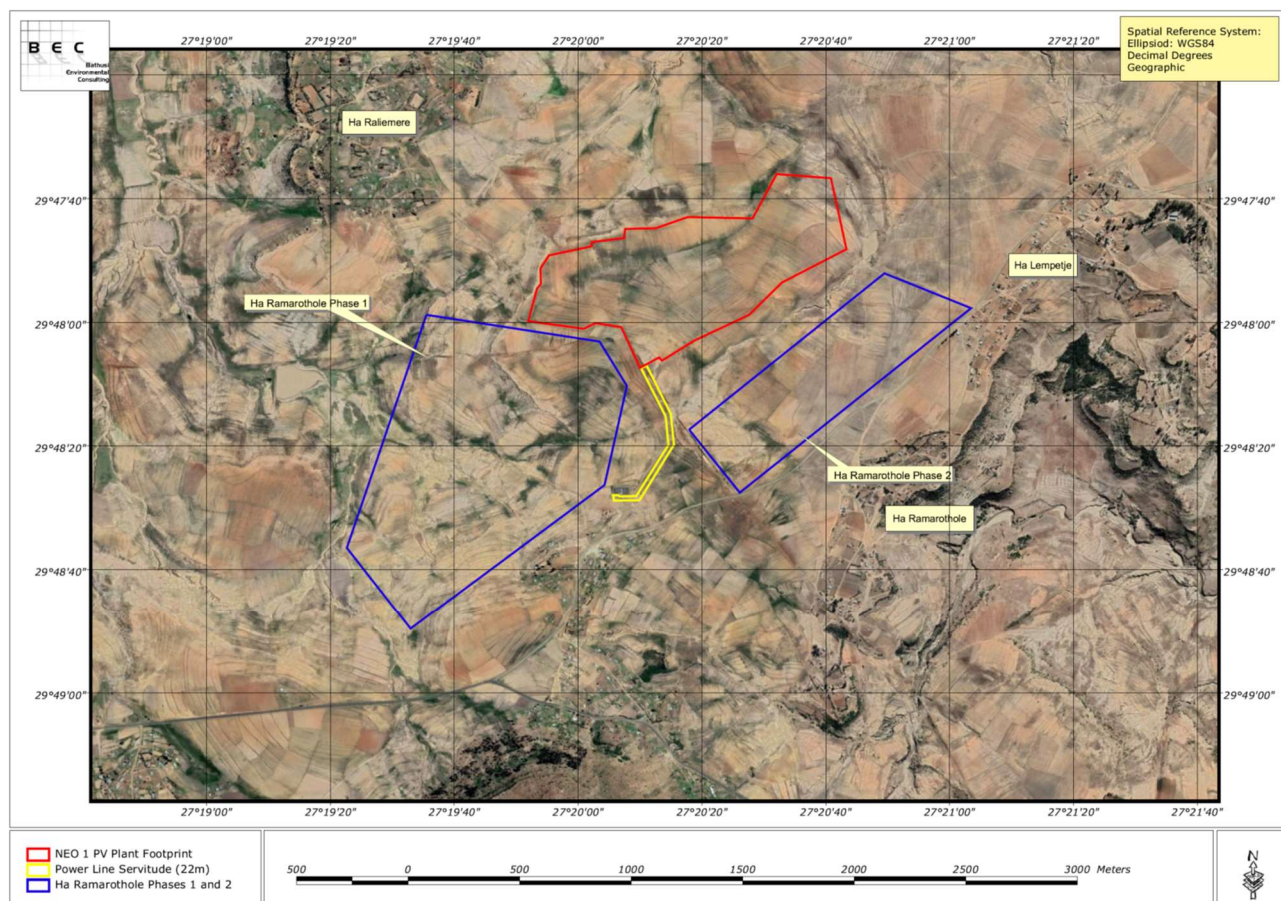 B E C
Bathusi
Environmental
Consulting
Spatial Reference System:
Ellipsiod: WGS84
Decimal Degrees
Geographic
27°19'00" 27°19'20" 27°19'40" 27°20'00" 27°20'20" 27°20'40" 27°21'00" 27°21'20"
Ha Raliemere
29°47'40" 29°47'40"
Ha Lempetje
Ha Ramarothole Phase 1
29°48'00" 29°48'00"
29°48'20" 29°48'20"
Ha Ramarothole Phase 2
Ha Ramarothole
29°48'40" 29°48'40"
29°49'00" 29°49'00"
27°19'00" 27°19'20" 27°19'40" 27°20'00" 27°20'20" 27°20'40" 27°21'00" 27°21'20" 27°21'40"
NEO 1 PV Plant Footprint
Power Line Servitude (22m)
Ha Ramarothole Phases 1 and 2
500 0 500 1000 1500 2000 2500 3000 Meters
N